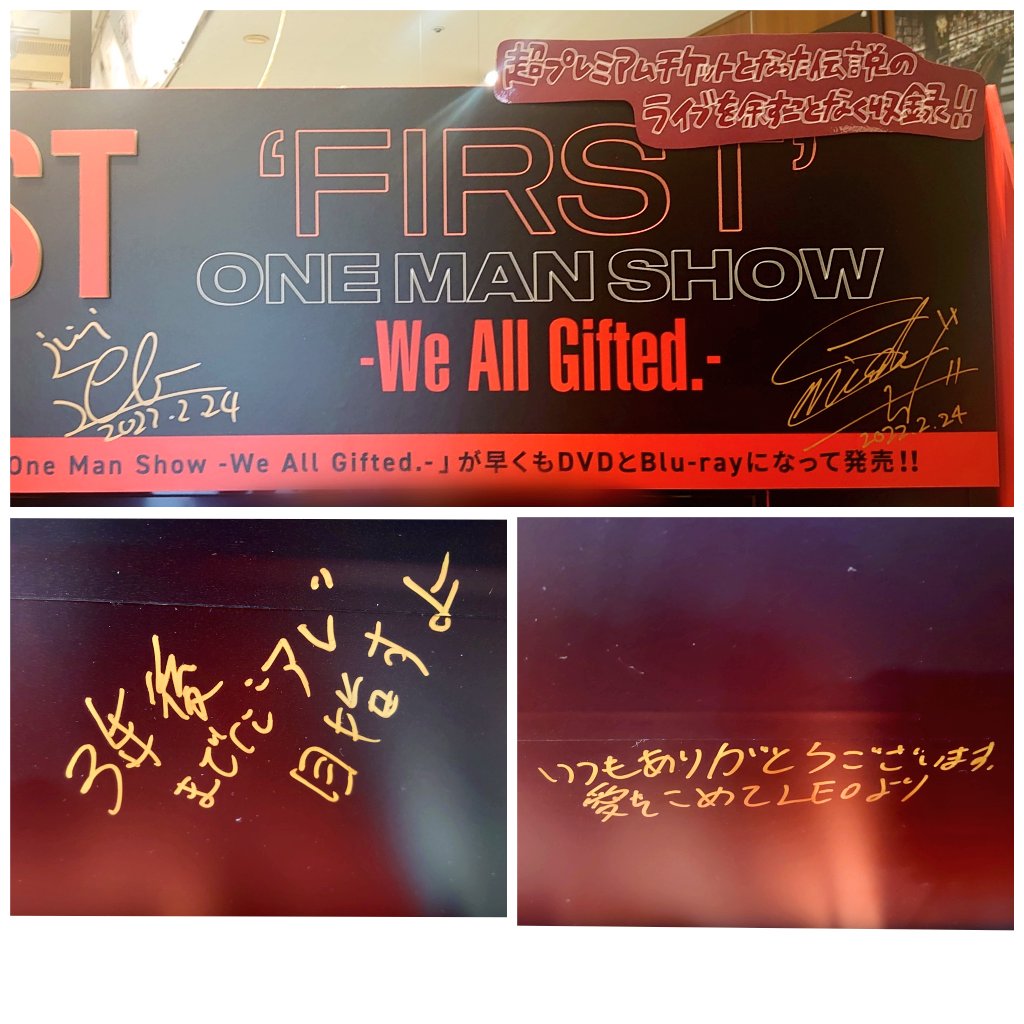 超プレミアムチケットとなった伝説の
ライブを余すことなく収録!!
ST
'FIRST'
ONE MAN SHOW
-We All Gifted.-
2022.2.24
2022.2.24
One Man Show -We All Gifted.-」が早くもDVDとBlu-rayになって発売!!
3年後
までにアレジ
目指すよ
いつもありがとうございます.
愛をこめてLEOより